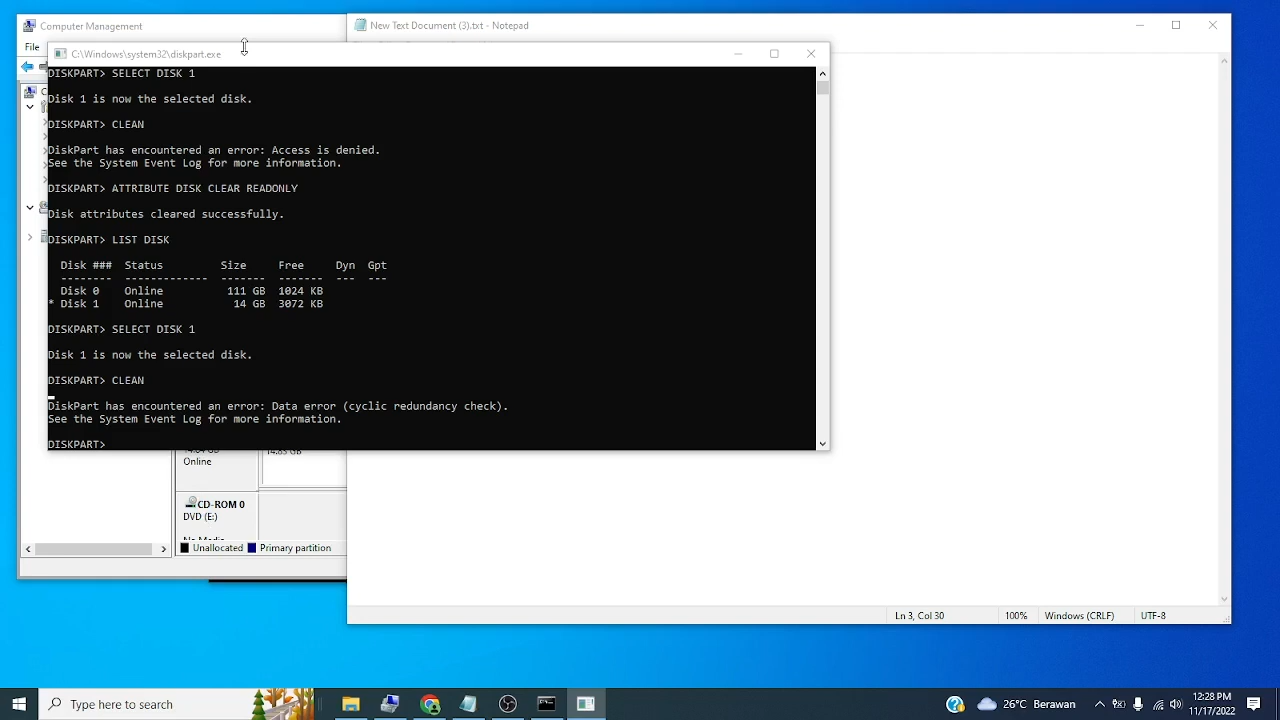 Computer Management
New Text Document (3).txt - Notepad
File
C:\Windows\system32\diskpart.exe
DISKPART> SELECT DISK 1
Disk 1 is now the selected disk.
DISKPART> CLEAN
DiskPart has encountered an error: Access is denied.
See the System Event Log for more information.
DISKPART> ATTRIBUTE DISK CLEAR READONLY
Disk attributes cleared successfully.
DISKPART> LIST DISK
Disk ### Status Size Free Dyn Gpt
-------- ------------- ------- ------- --- ---
Disk 0 Online 111 GB 1024 KB
* Disk 1 Online 14 GB 3072 KB
DISKPART> SELECT DISK 1
Disk 1 is now the selected disk.
DISKPART> CLEAN
DiskPart has encountered an error: Data error (cyclic redundancy check).
See the System Event Log for more information.
DISKPART>
Online
CD-ROM 0
DVD (E:)
Unallocated Primary partition
Ln 3, Col 30 100% Windows (CRLF) UTF-8
Type here to search
26°C Berawan
12:28 PM
11/17/2022